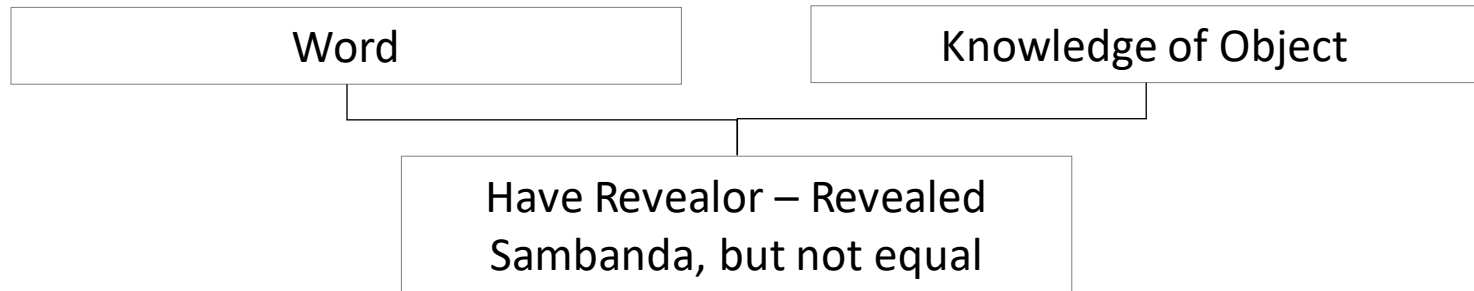 Word
Knowledge of Object
Have Revealor – Revealed
Sambanda, but not equal